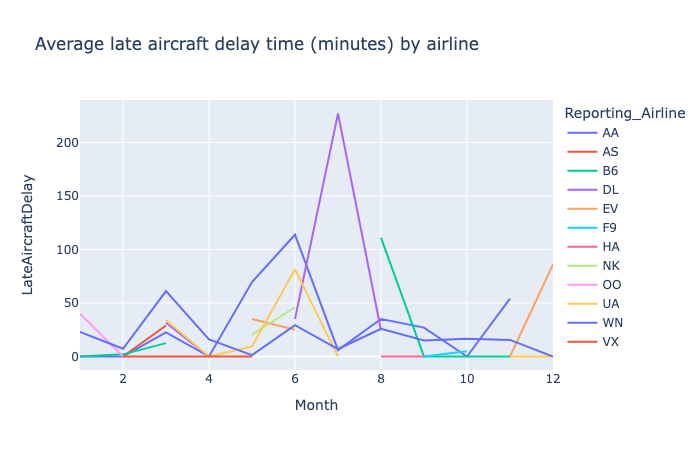 Average late aircraft delay time (minutes) by airline
Reporting_Airline
AA
AS
B6
DL
EV
F9
HA
NK
OO
UA
WN
VX
LateAircraftDelay
200
150
100
50
0
2
4
6
8
10
12
Month